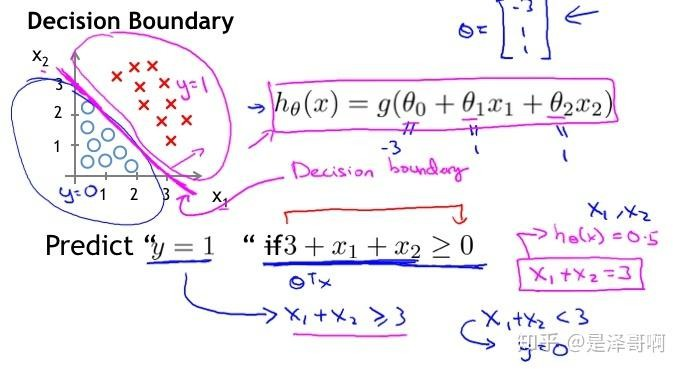 Decision Boundary
θ = [-3 1 1]
x₂
3
2
1
y=1
y=0
1 2 3
x₁
h_θ(x) = g(θ₀ + θ₁x₁ + θ₂x₂)
-3 1 1
Decision boundary
Predict “y = 1 “ if 3 + x₁ + x₂ ≥ 0
θᵀx
x₁, x₂
h_θ(x) = 0.5
x₁ + x₂ = 3
x₁ + x₂ ≥ 3
x₁ + x₂ < 3
y=0
知乎 @是泽哥啊